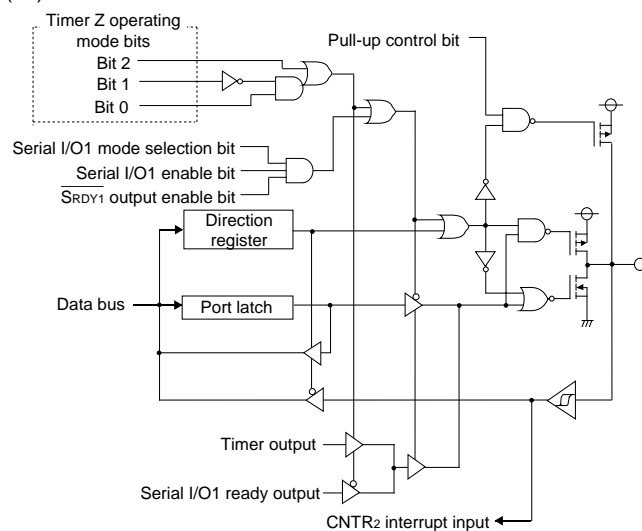 Timer Z operating
mode bits
Bit 2
Bit 1
Bit 0
Pull-up control bit
Serial I/O1 mode selection bit
Serial I/O1 enable bit
SRDY1 output enable bit
Direction
register
Data bus
Port latch
Timer output
Serial I/O1 ready output
CNTR2 interrupt input